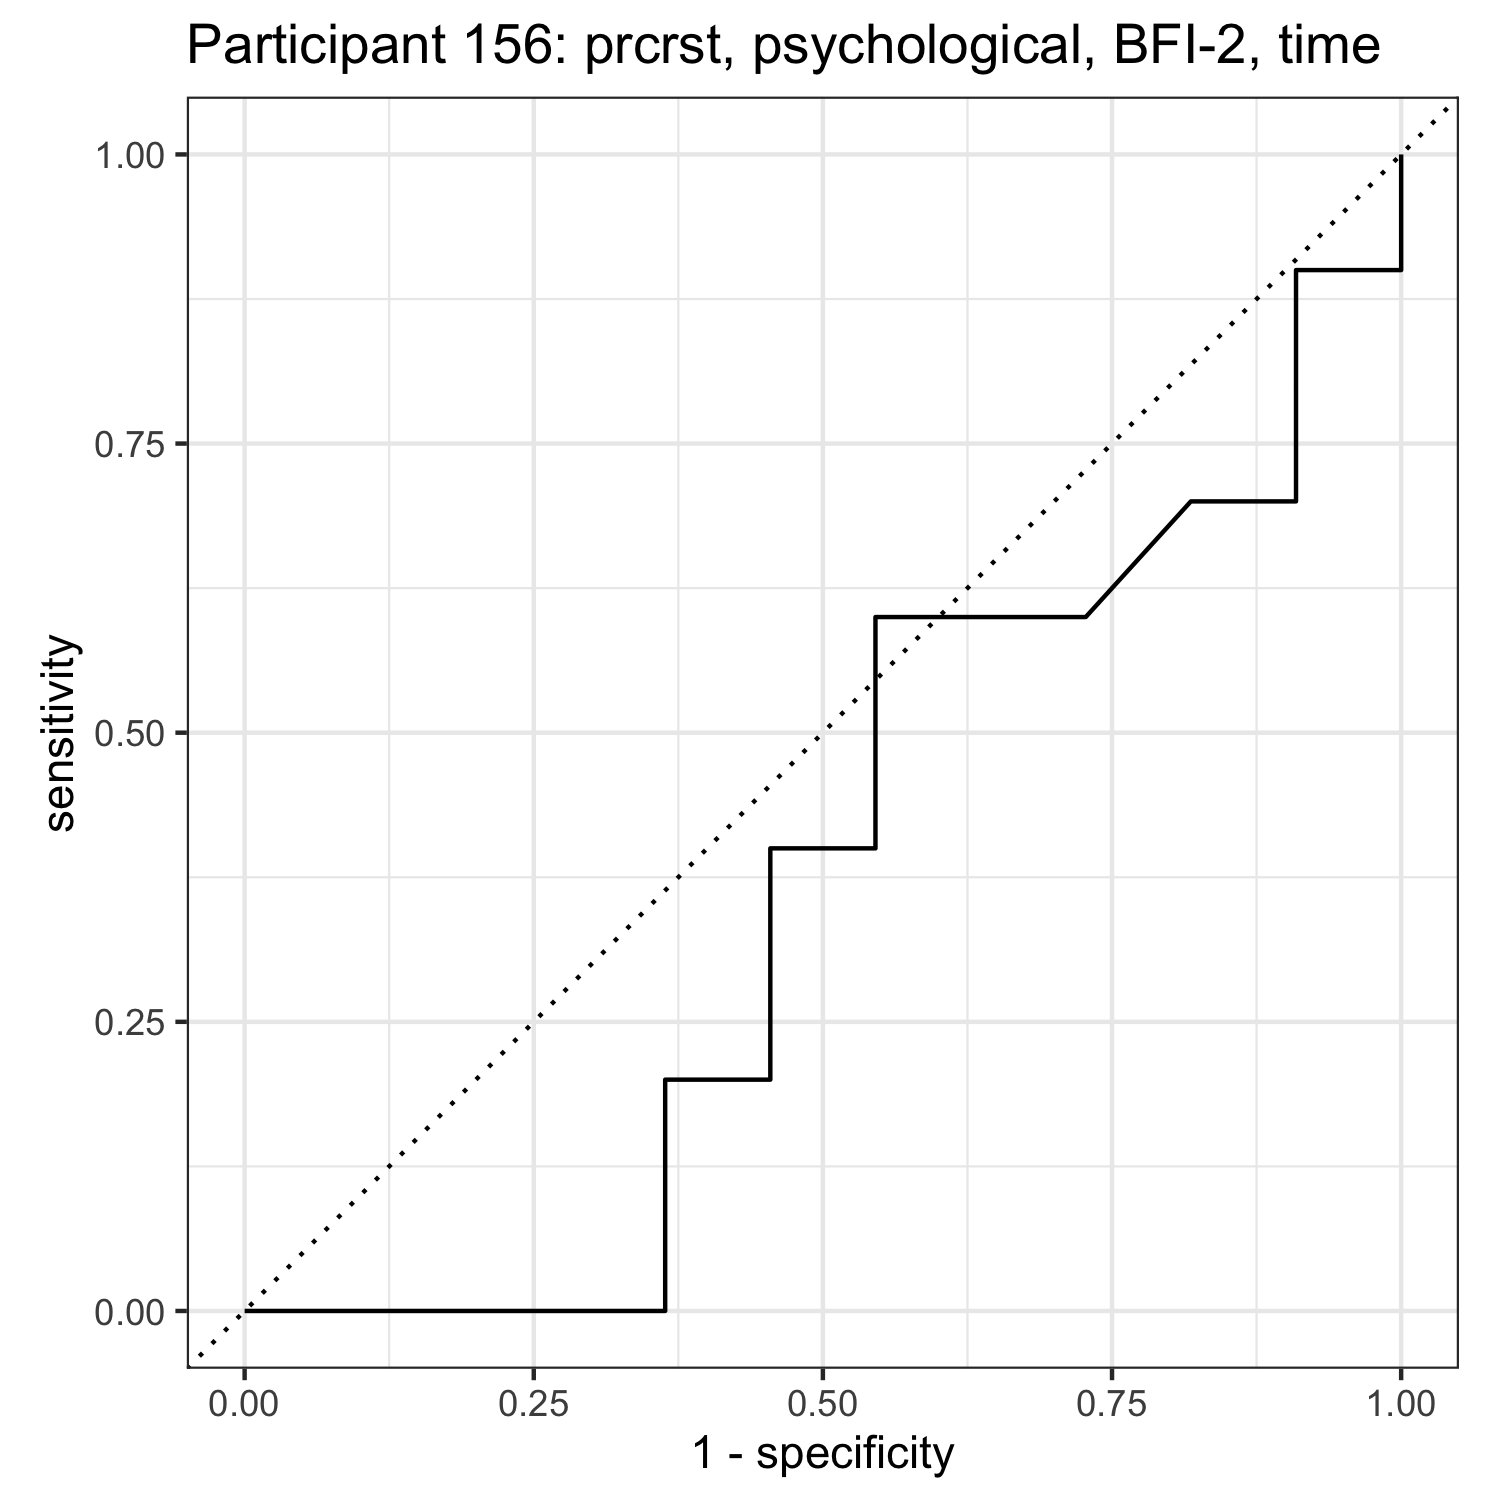 Participant 156: prcrst, psychological, BFI-2, time
1.00
0.75
0.50
0.25
0.00
sensitivity
0.00 0.25 0.50 0.75 1.00
1 - specificity